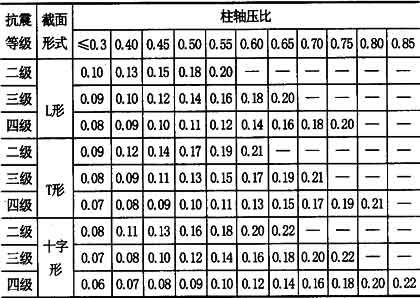 抗震等级 截面形式 柱轴压比
≤0.3 0.40 0.45 0.50 0.55 0.60 0.65 0.70 0.75 0.80 0.85
二级 L形 0.10 0.13 0.15 0.18 0.20 — — — — — —
三级 0.09 0.10 0.12 0.14 0.16 0.18 0.20 — — — —
四级 0.08 0.09 0.10 0.11 0.12 0.14 0.16 0.18 0.20 — —
二级 T形 0.09 0.12 0.14 0.17 0.19 0.21 — — — — —
三级 0.08 0.09 0.11 0.13 0.15 0.17 0.19 0.21 — — —
四级 0.07 0.08 0.09 0.10 0.11 0.13 0.15 0.17 0.19 0.21 —
二级 十字形 0.08 0.11 0.13 0.16 0.18 0.20 0.22 — — — —
三级 0.07 0.08 0.10 0.12 0.14 0.16 0.18 0.20 0.22 — —
四级 0.06 0.07 0.08 0.09 0.10 0.12 0.14 0.16 0.18 0.20 0.22